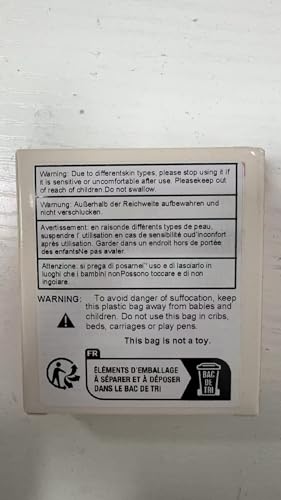 Warning: Due to differentskin types, please stop using it if
it is sensitive or uncomfortable after use. Pleasekeep out
of reach of children Do not swallow.
Warnung: Außerhalb der Reichweite aufbewahren und
nicht verschlucken.
Avertissement: en raisonde différents types de peau,
suspendre l' utilisation en cas de sensibilité oud'inconfort
après utilisation. Garder dans un endroit hors de portée
des enfantsNe pas avaler
Attenzione: si prega di posarnel'' uso e di lasciarlo in
luoghi che i bambini nonPossono toccare e di non
ingoiare.
WARNING: To avoid danger of suffocation, keep
this plastic bag away from babies and
children. Do not use this bag in cribs,
beds, carriages or play pens.
This bag is not a toy.
FR
ÉLÉMENTS D'EMBALLAGE
À SÉPARER ET À DÉPOSER
DANS LE BAC DE TRI
BAC
DE
TRI